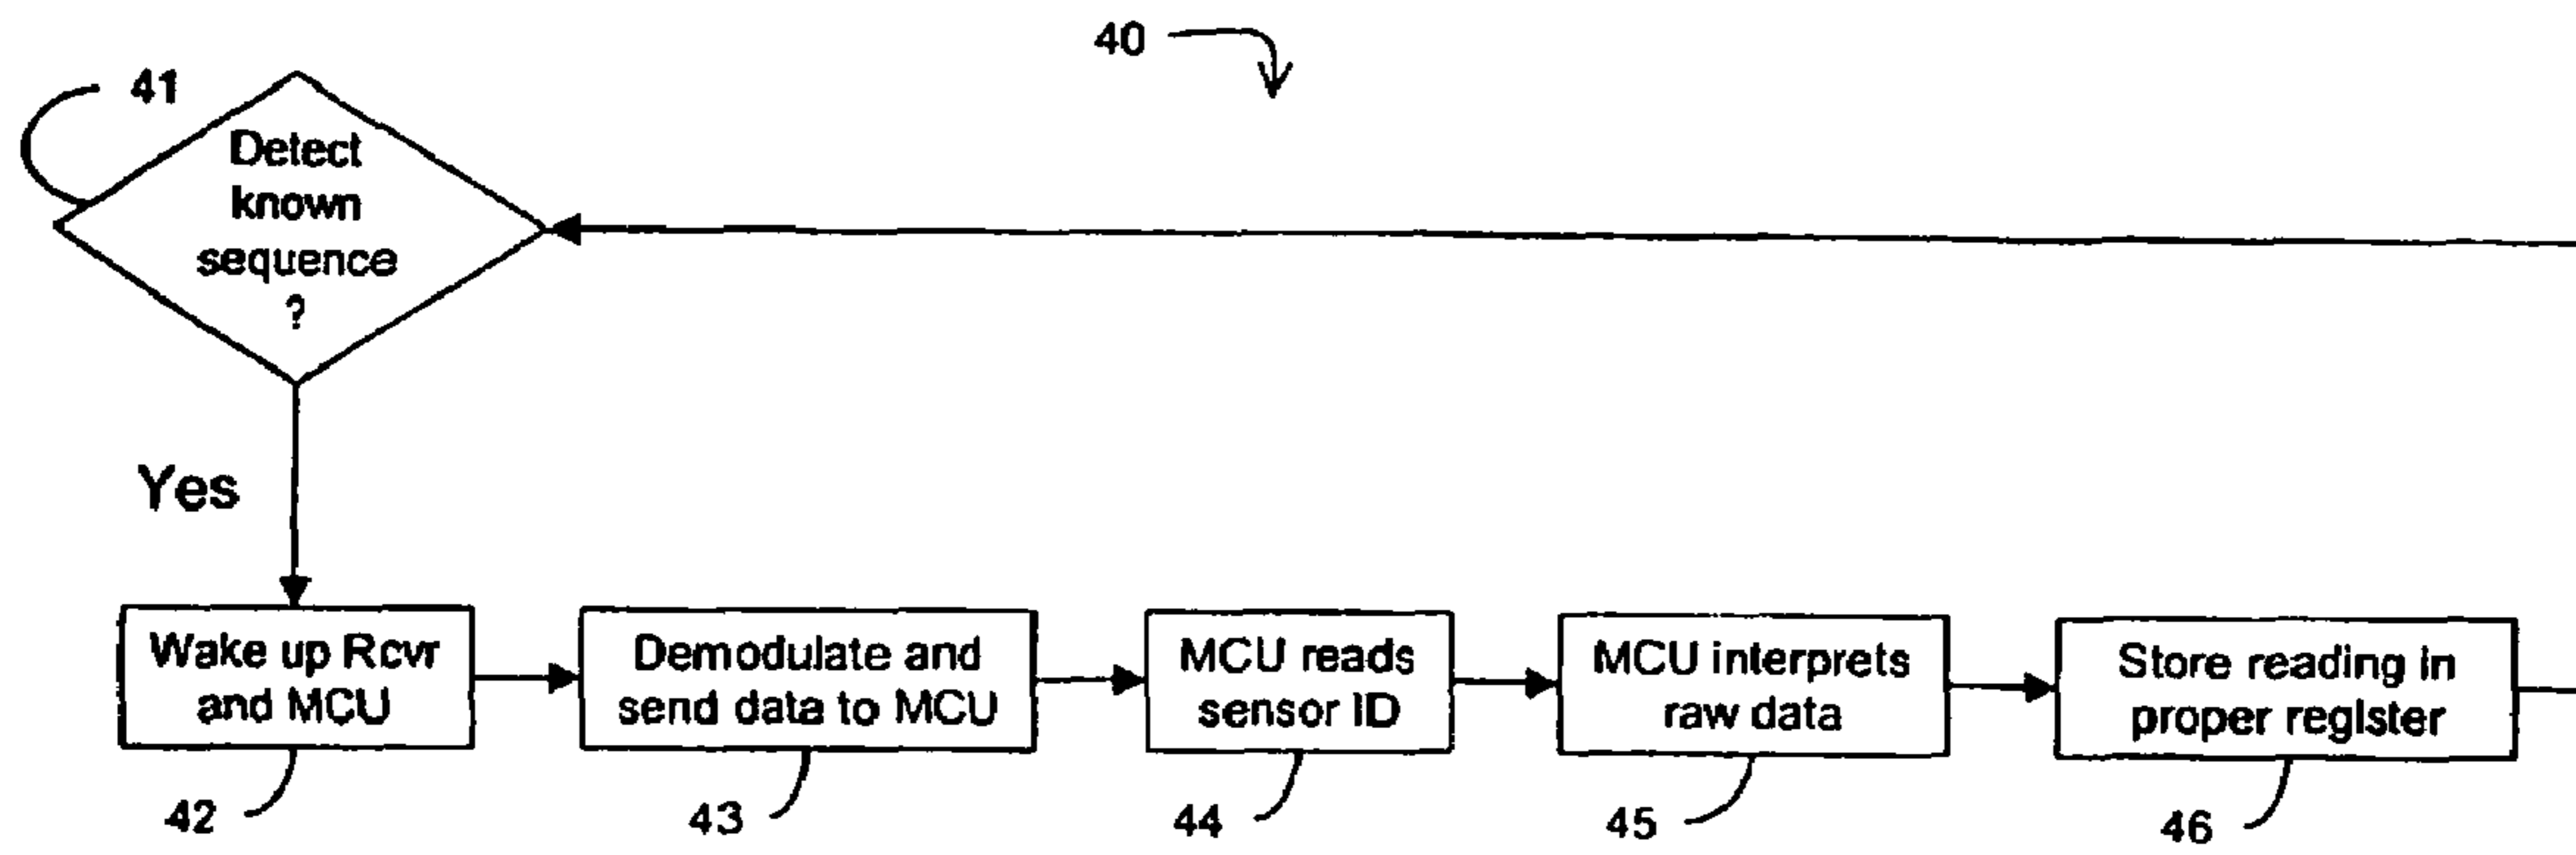 40
41
Detect
known
sequence
?
Yes
Wake up Rcvr
and MCU
Demodulate and
send data to MCU
MCU reads
sensor ID
MCU interprets
raw data
Store reading in
proper register
42
43
44
45
46